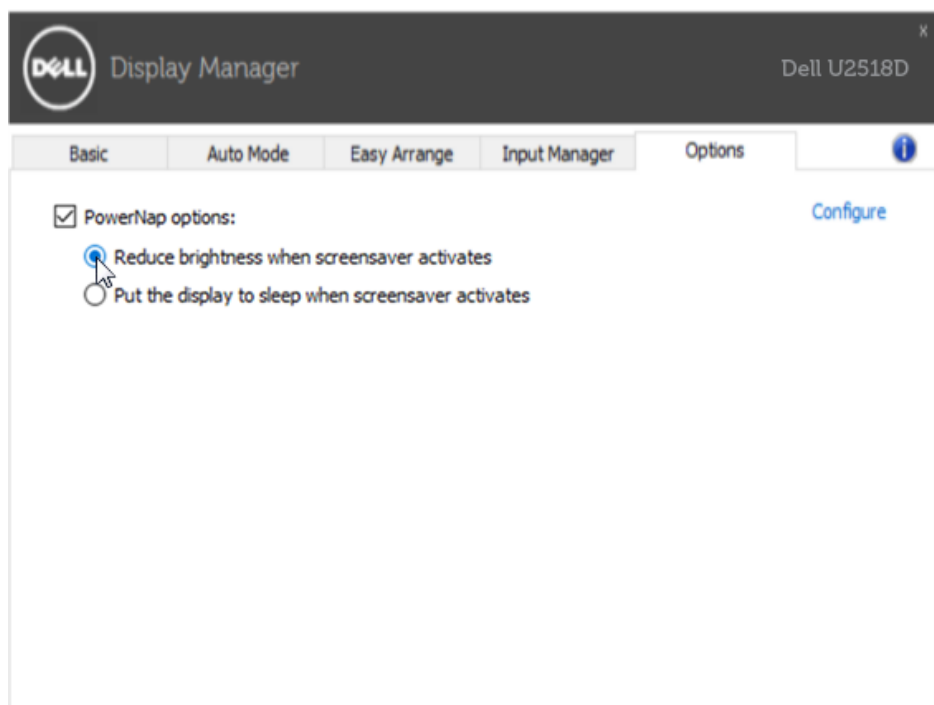 x
DELL Display Manager Dell U2518D
Basic Auto Mode Easy Arrange Input Manager Options i
PowerNap options: Configure
Reduce brightness when screensaver activates
Put the display to sleep when screensaver activates